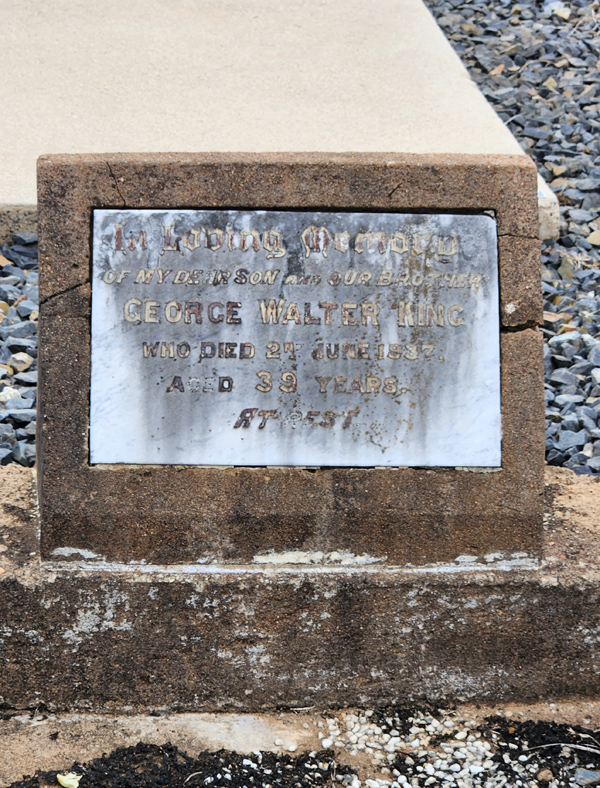 In Loving Memory
OF MY DEAR SON AND OUR BROTHER
GEORGE WALTER KING
WHO DIED JUNE 1937.
AGED 39 YEARS
AT REST